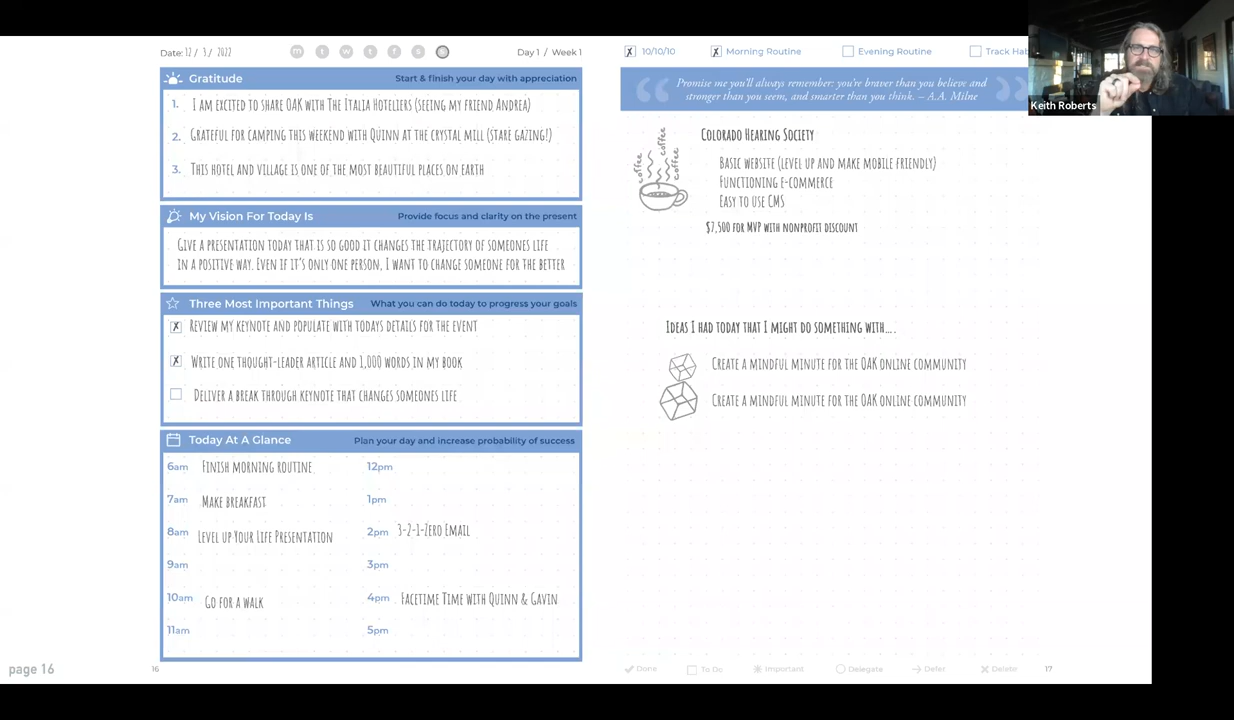 Date: 12 / 3 / 2022
m t w t f s
Day 1 / Week 1
Gratitude
Start & finish your day with appreciation
1. I AM EXCITED TO SHARE OAK WITH THE ITALIA HOTELIERS (SEEING MY FRIEND ANDREA)
2. GRATEFUL FOR CAMPING THIS WEEKEND WITH QUINN AT THE CRYSTAL MILL (STARE GAZING!)
3. THIS HOTEL AND VILLAGE IS ONE OF THE MOST BEAUTIFUL PLACES ON EARTH
My Vision For Today Is
Provide focus and clarity on the present
GIVE A PRESENTATION TODAY THAT IS SO GOOD IT CHANGES THE TRAJECTORY OF SOMEONES LIFE
IN A POSITIVE WAY. EVEN IF IT'S ONLY ONE PERSON, I WANT TO CHANGE SOMEONE FOR THE BETTER
Three Most Important Things
What you can do today to progress your goals
REVIEW MY KEYNOTE AND POPULATE WITH TODAYS DETAILS FOR THE EVENT
WRITE ONE THOUGHT-LEADER ARTICLE AND 1,000 WORDS IN MY BOOK
DELIVER A BREAK THROUGH KEYNOTE THAT CHANGES SOMEONES LIFE
Today At A Glance
Plan your day and increase probability of success
6am FINISH MORNING ROUTINE
7am MAKE BREAKFAST
8am LEVEL UP YOUR LIFE PRESENTATION
9am
10am GO FOR A WALK
11am
12pm
1pm
2pm 3-2-1-ZERO EMAIL
3pm
4pm FACETIME TIME WITH QUINN & GAVIN
5pm
page 16
16
10/10/10
Morning Routine
Evening Routine
Track Hab
Promise me you'll always remember: you're braver than you believe and
stronger than you seem, and smarter than you think. – A.A. Milne
coffee
coffee
coffee
COLORADO HEARING SOCIETY
BASIC WEBSITE (LEVEL UP AND MAKE MOBILE FRIENDLY)
FUNCTIONING E-COMMERCE
EASY TO USE CMS
$7,500 FOR MVP WITH NONPROFIT DISCOUNT
IDEAS I HAD TODAY THAT I MIGHT DO SOMETHING WITH....
CREATE A MINDFUL MINUTE FOR THE OAK ONLINE COMMUNITY
CREATE A MINDFUL MINUTE FOR THE OAK ONLINE COMMUNITY
Done
To Do
Important
Delegate
Defer
Delete
17
Keith Roberts